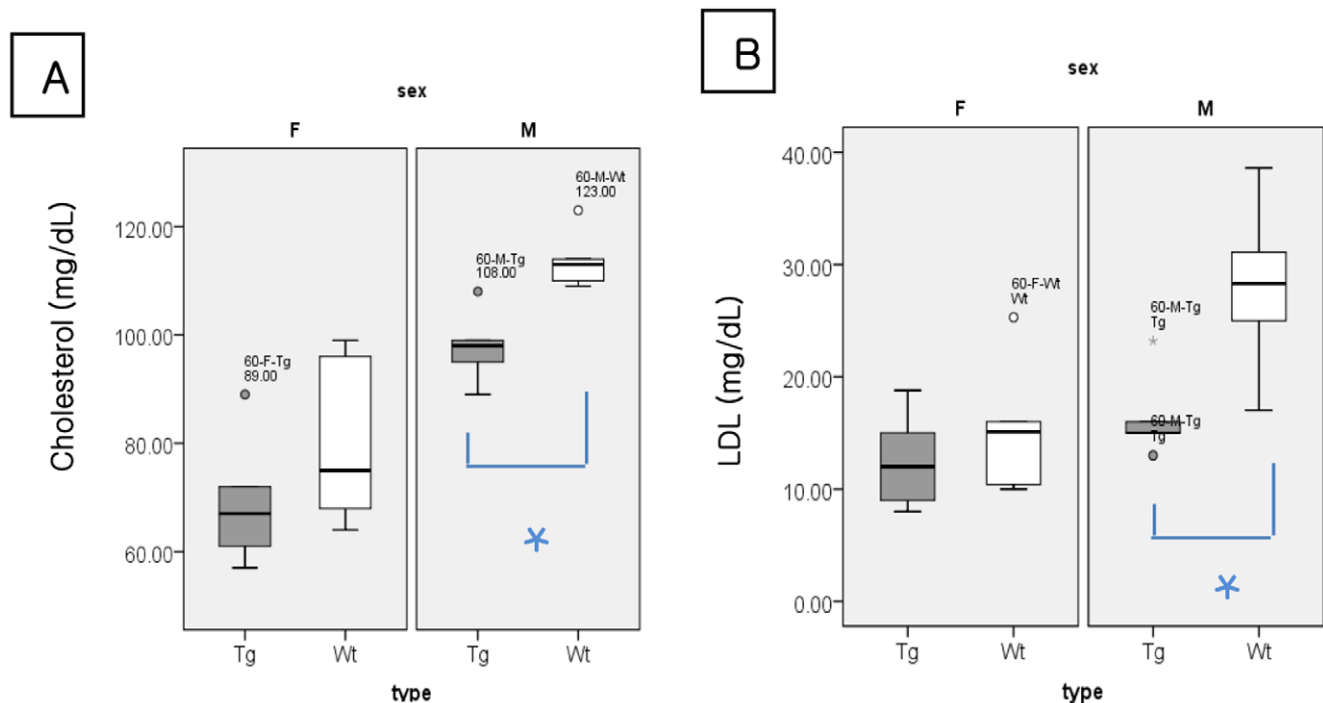 A
sex
F
M
Cholesterol (mg/dL)
120.00
100.00
80.00
60.00
60-F-Tg
89.00
60-M-Tg
108.00
60-M-Wt
123.00
Tg
Wt
Tg
Wt
type
B
sex
F
M
LDL (mg/dL)
40.00
30.00
20.00
10.00
0.00
60-F-Wt
Wt
60-M-Tg
Tg
60-M-Tg
Tg
Tg
Wt
Tg
Wt
type